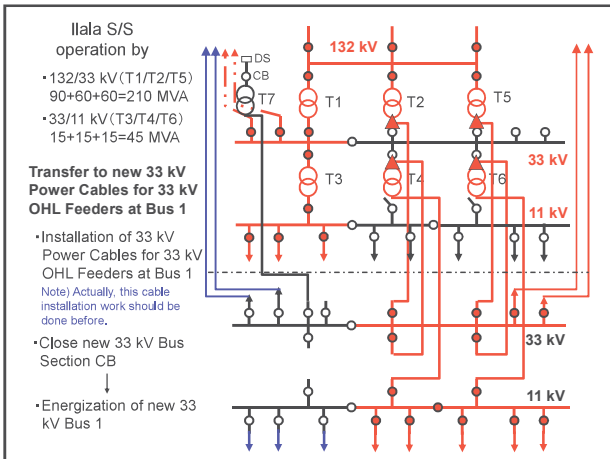 Ilala S/S
operation by
・132/33 kV(T1/T2/T5)
90+60+60=210 MVA
・33/11 kV(T3/T4/T6)
15+15+15=45 MVA
Transfer to new 33 kV
Power Cables for 33 kV
OHL Feeders at Bus 1
・Installation of 33 kV
Power Cables for 33 kV
OHL Feeders at Bus 1
Note) Actually, this cable
installation work should be
done before.
・Close new 33 kV Bus
Section CB
・Energization of new 33
kV Bus 1
DS
CB
T7
132 kV
T1
T2
T5
33 kV
T3
T4
T6
11 kV
33 kV
11 kV